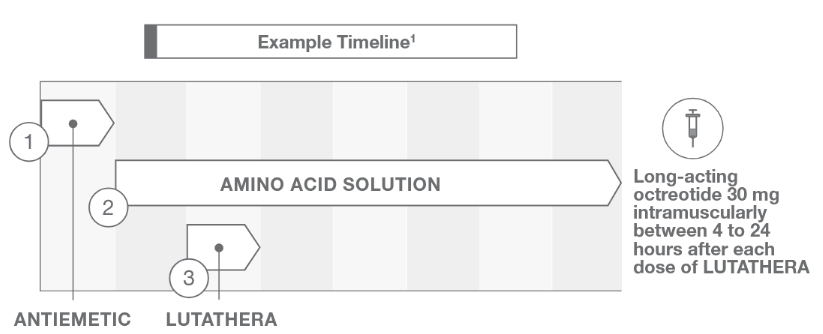 Example Timeline¹
1
2
AMINO ACID SOLUTION
3
ANTIEMETIC
LUTATHERA
Long-acting
octreotide 30 mg
intramuscularly
between 4 to 24
hours after each
dose of LUTATHERA